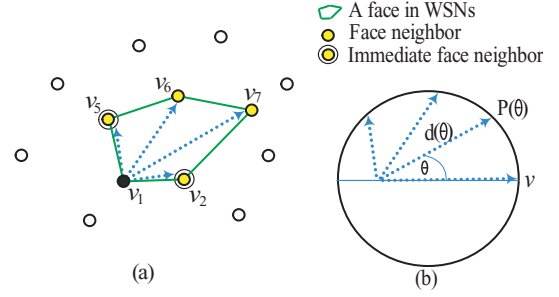 A face in WSNs
Face neighbor
Immediate face neighbor
v6
v7
v5
P(θ)
d(θ)
θ
v1
v2
v
(a)
(b)